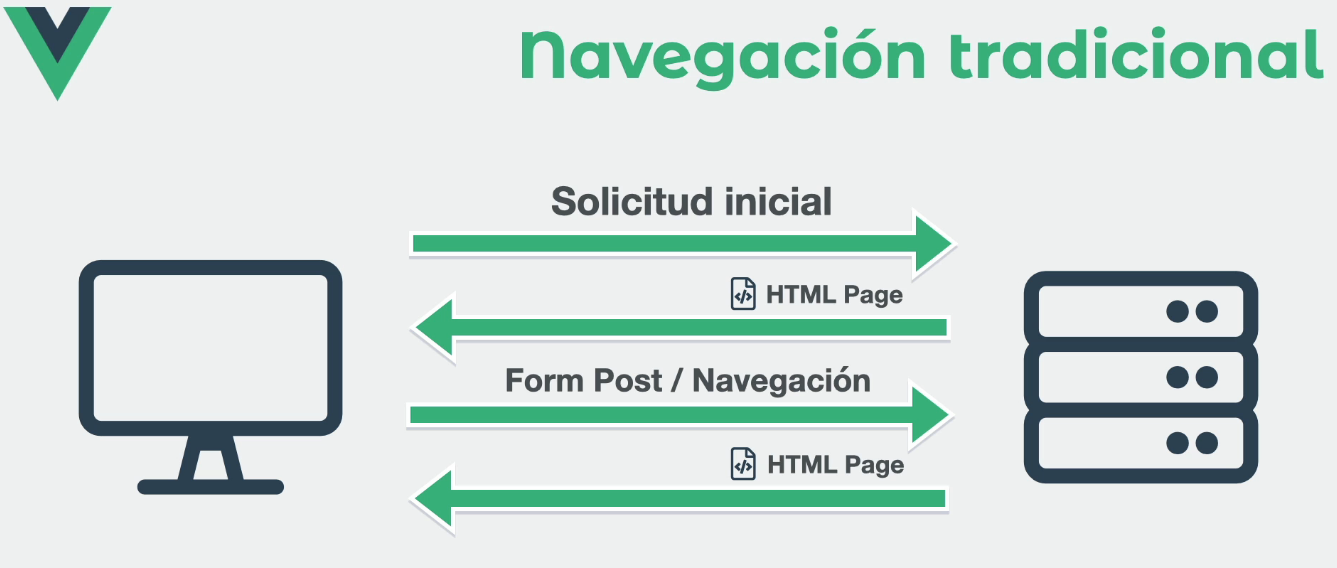 Navegación tradicional
Solicitud inicial
HTML Page
Form Post / Navegación
HTML Page